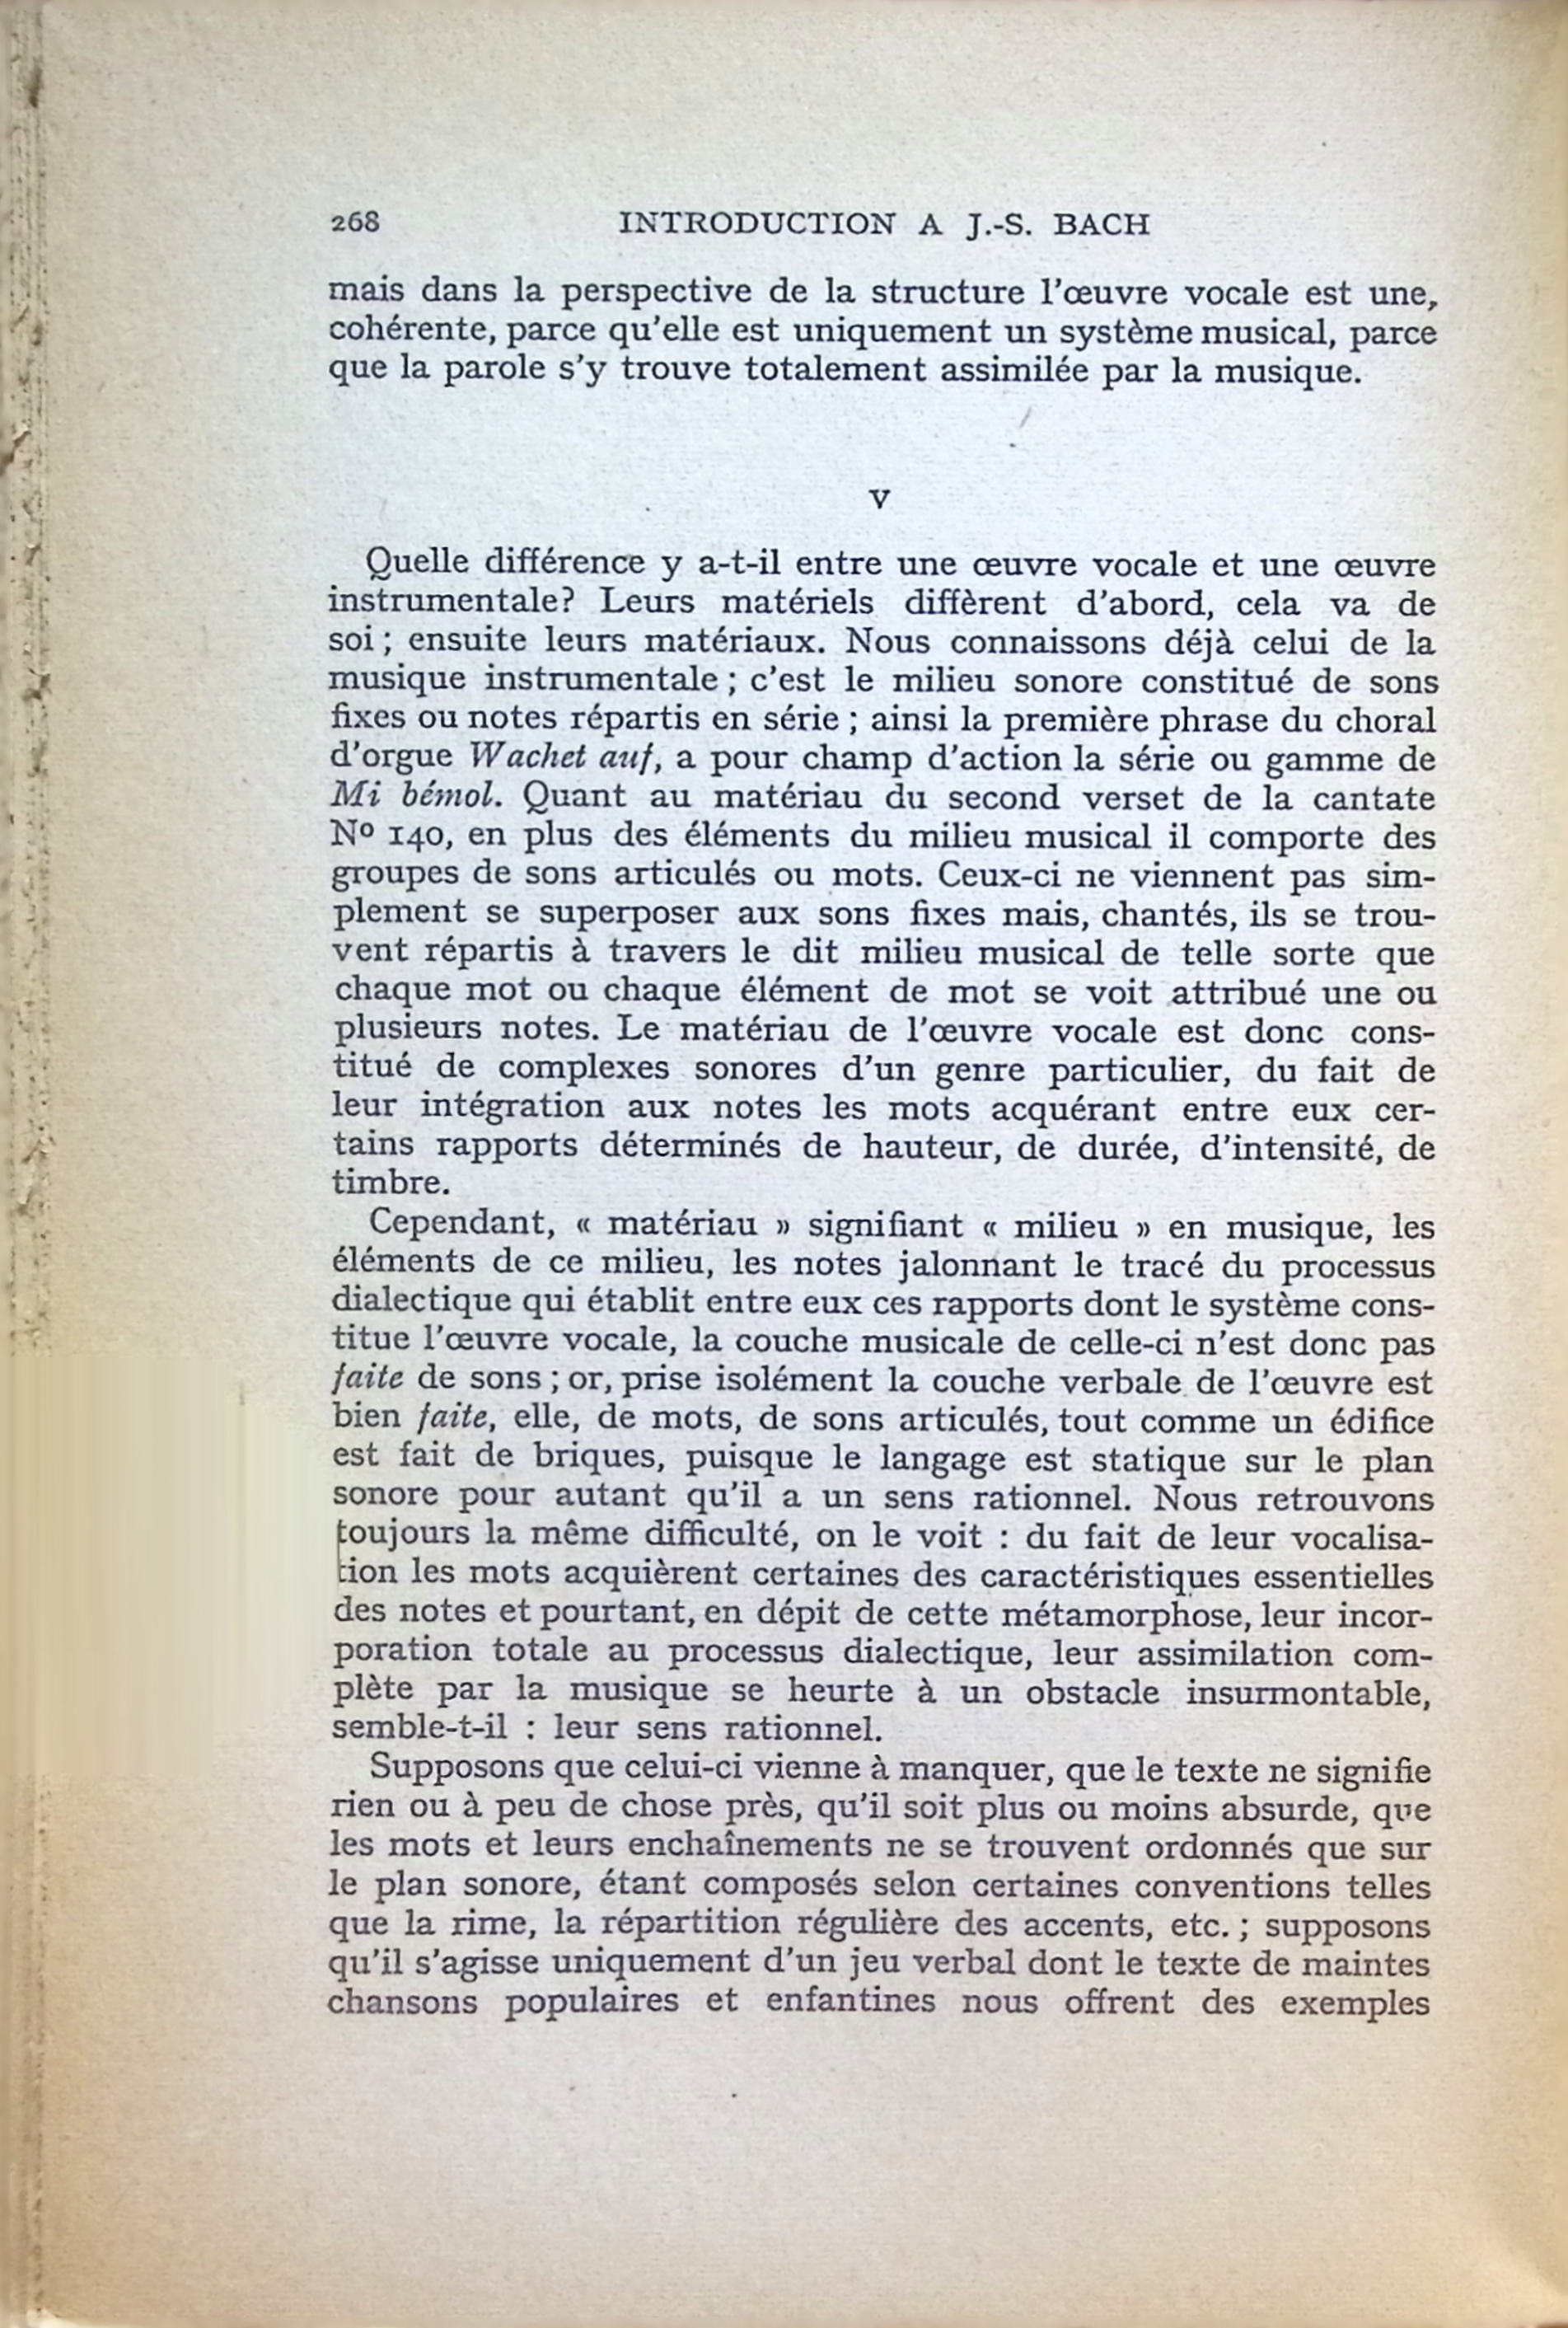 268 INTRODUCTION A J.-S. BACH
mais dans la perspective de la structure l'œuvre vocale est une,
cohérente, parce qu'elle est uniquement un système musical, parce
que la parole s'y trouve totalement assimilée par la musique.
V
Quelle différence y a-t-il entre une œuvre vocale et une œuvre
instrumentale? Leurs matériels diffèrent d'abord, cela va de
soi ; ensuite leurs matériaux. Nous connaissons déjà celui de la
musique instrumentale ; c'est le milieu sonore constitué de sons
fixes ou notes répartis en série ; ainsi la première phrase du choral
d'orgue Wachet auf, a pour champ d'action la série ou gamme de
Mi bémol. Quant au matériau du second verset de la cantate
Nº 140, en plus des éléments du milieu musical il comporte des
groupes de sons articulés ou mots. Ceux-ci ne viennent pas sim-
plement se superposer aux sons fixes mais, chantés, ils se trou-
vent répartis à travers le dit milieu musical de telle sorte que
chaque mot ou chaque élément de mot se voit attribué une ou
plusieurs notes. Le matériau de l'œuvre vocale est donc cons-
titué de complexes sonores d'un genre particulier, du fait de
leur intégration aux notes les mots acquérant entre eux cer-
tains rapports déterminés de hauteur, de durée, d'intensité, de
timbre.
Cependant, « matériau » signifiant « milieu » en musique, les
éléments de ce milieu, les notes jalonnant le tracé du processus
dialectique qui établit entre eux ces rapports dont le système cons-
titue l'œuvre vocale, la couche musicale de celle-ci n'est donc pas
faite de sons ; or, prise isolément la couche verbale de l'œuvre est
bien faite, elle, de mots, de sons articulés, tout comme un édifice
est fait de briques, puisque le langage est statique sur le plan
sonore pour autant qu'il a un sens rationnel. Nous retrouvons
toujours la même difficulté, on le voit : du fait de leur vocalisa-
tion les mots acquièrent certaines des caractéristiques essentielles
des notes et pourtant, en dépit de cette métamorphose, leur incor-
poration totale au processus dialectique, leur assimilation com-
plète par la musique se heurte à un obstacle insurmontable,
semble-t-il : leur sens rationnel.
Supposons que celui-ci vienne à manquer, que le texte ne signifie
rien ou à peu de chose près, qu'il soit plus ou moins absurde, que
les mots et leurs enchaînements ne se trouvent ordonnés que sur
le plan sonore, étant composés selon certaines conventions telles
que la rime, la répartition régulière des accents, etc. ; supposons
qu'il s'agisse uniquement d'un jeu verbal dont le texte de maintes
chansons populaires et enfantines nous offrent des exemples